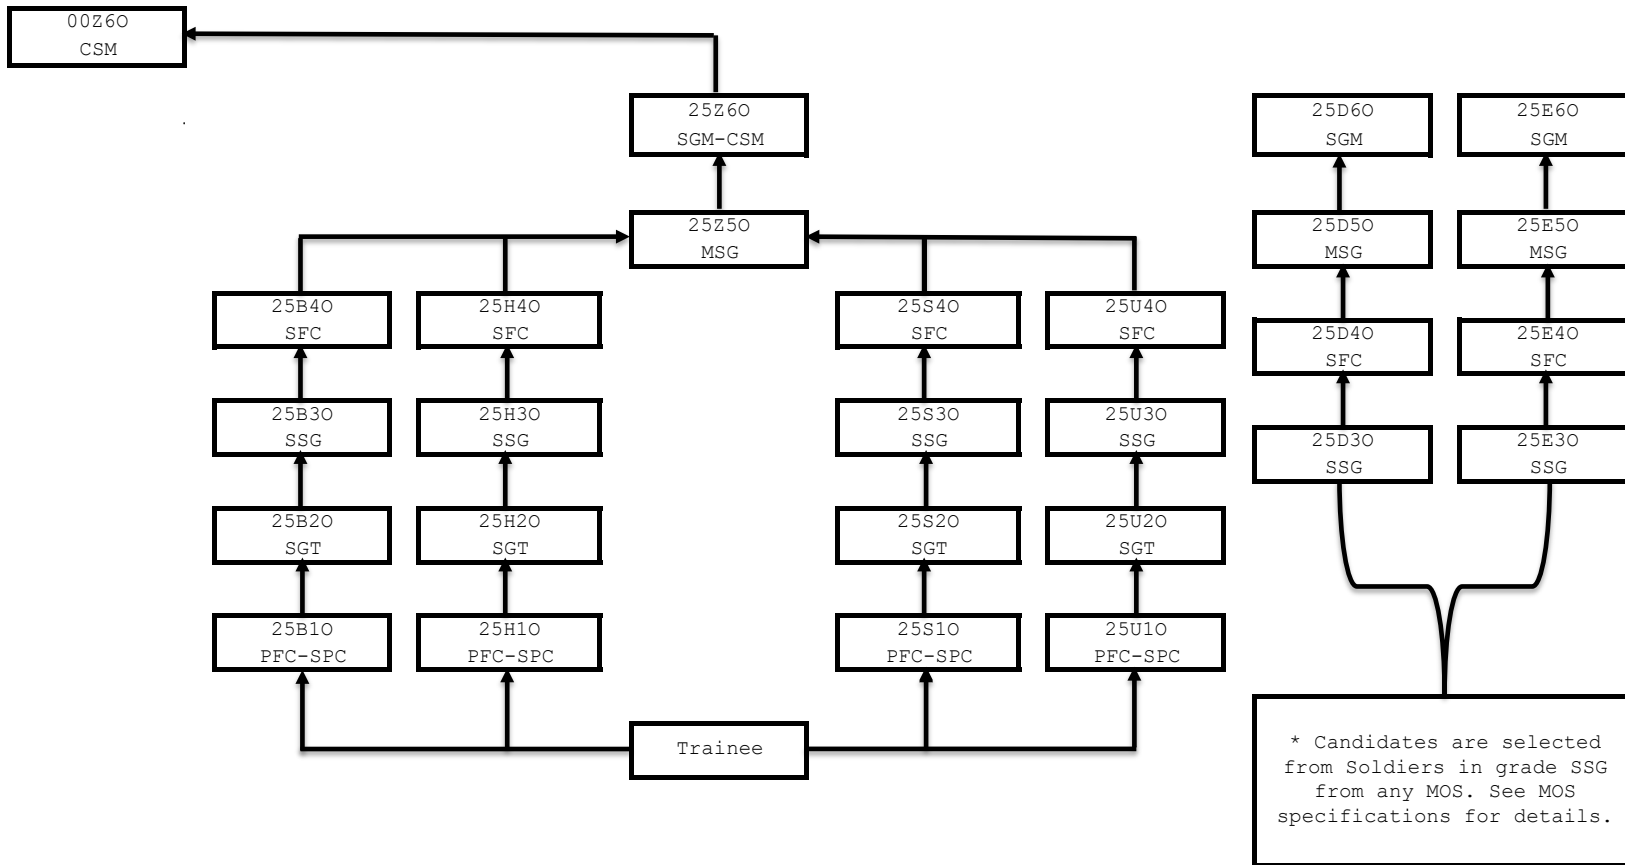 00Z6O
CSM
25Z6O
SGM-CSM
25D6O
SGM
25E6O
SGM
25Z5O
MSG
25D5O
MSG
25E5O
MSG
25B4O
SFC
25H4O
SFC
25S4O
SFC
25U4O
SFC
25D4O
SFC
25E4O
SFC
25B3O
SSG
25H3O
SSG
25S3O
SSG
25U3O
SSG
25D3O
SSG
25E3O
SSG
25B2O
SGT
25H2O
SGT
25S2O
SGT
25U2O
SGT
25B1O
PFC-SPC
25H1O
PFC-SPC
25S1O
PFC-SPC
25U1O
PFC-SPC
Trainee
* Candidates are selected
from Soldiers in grade SSG
from any MOS. See MOS
specifications for details.